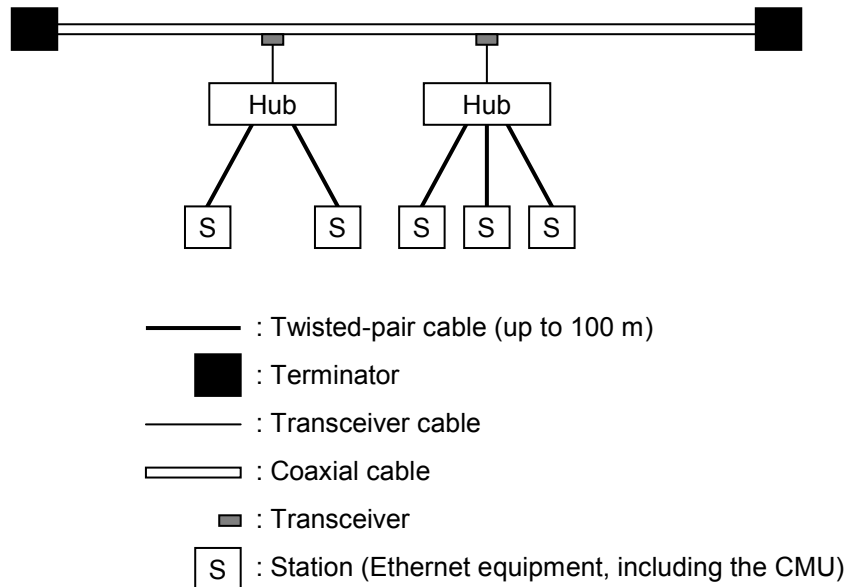 Hub Hub
S S S S S
: Twisted-pair cable (up to 100 m)
: Terminator
: Transceiver cable
: Coaxial cable
: Transceiver
S : Station (Ethernet equipment, including the CMU)